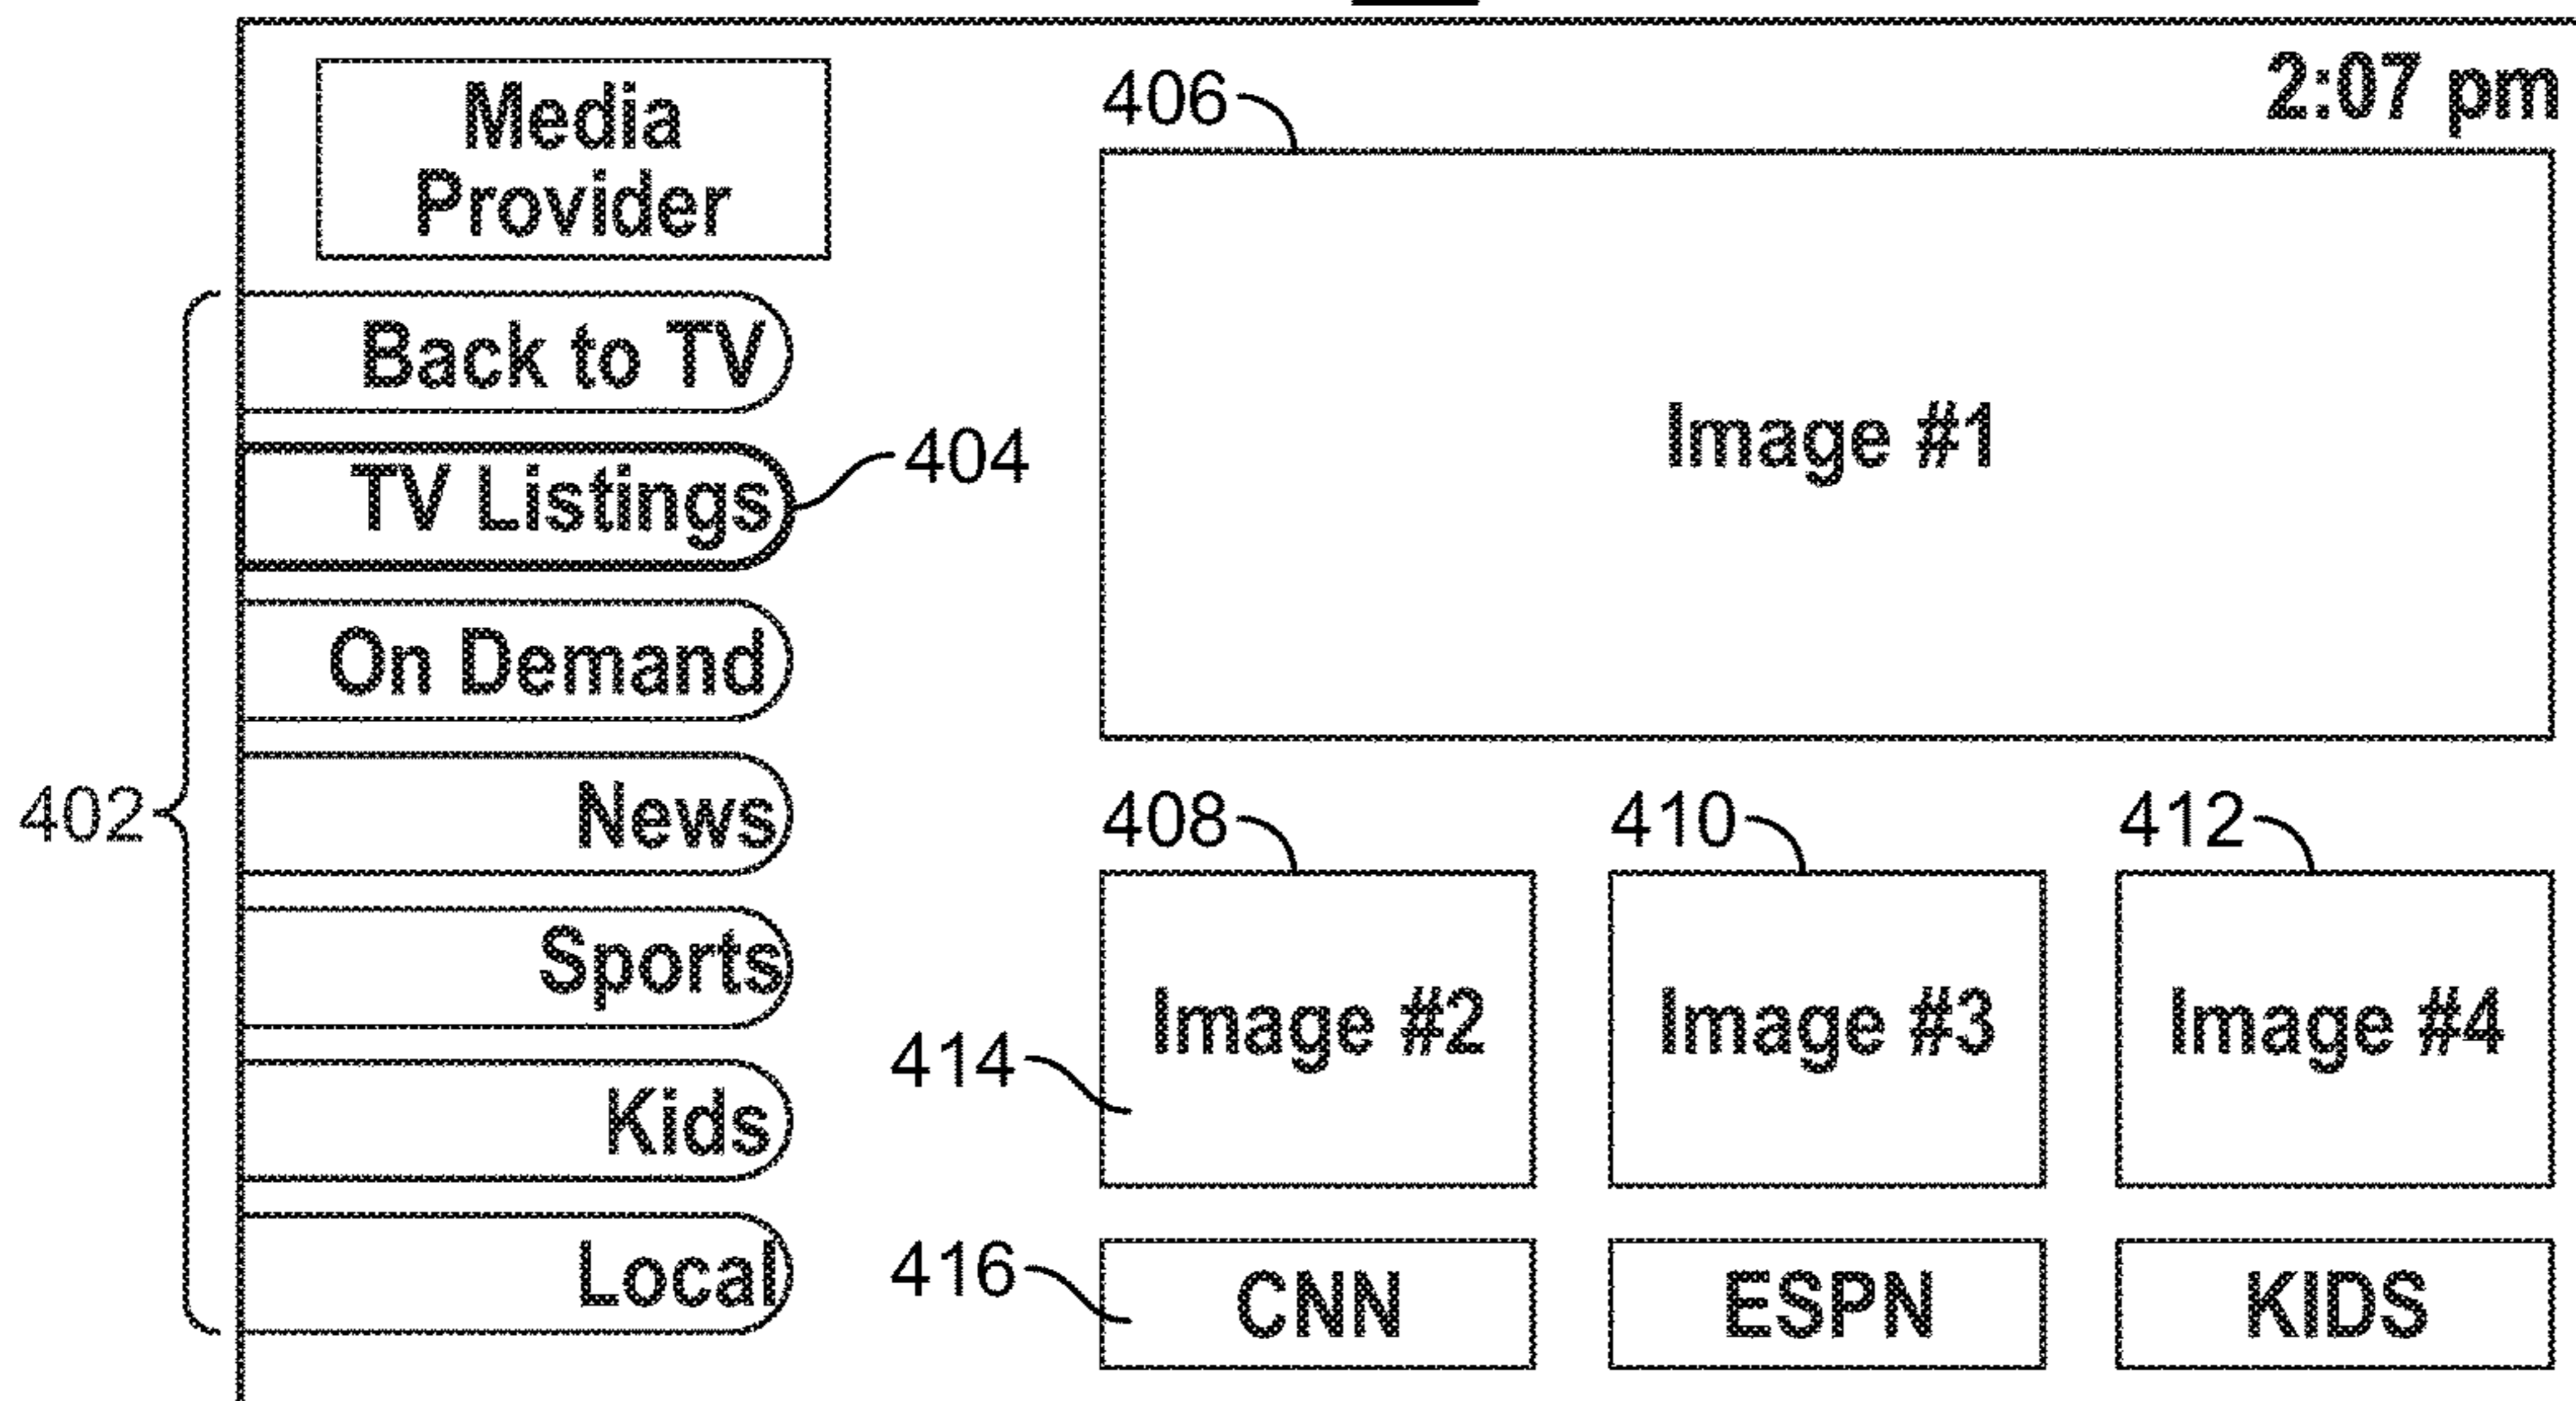 2:07 pm
Media
Provider
406
Back to TV
Image #1
TV Listings
404
On Demand
402
News
408
410
412
Sports
Image #2
Image #3
Image #4
414
Kids
Local
416
CNN
ESPN
KIDS